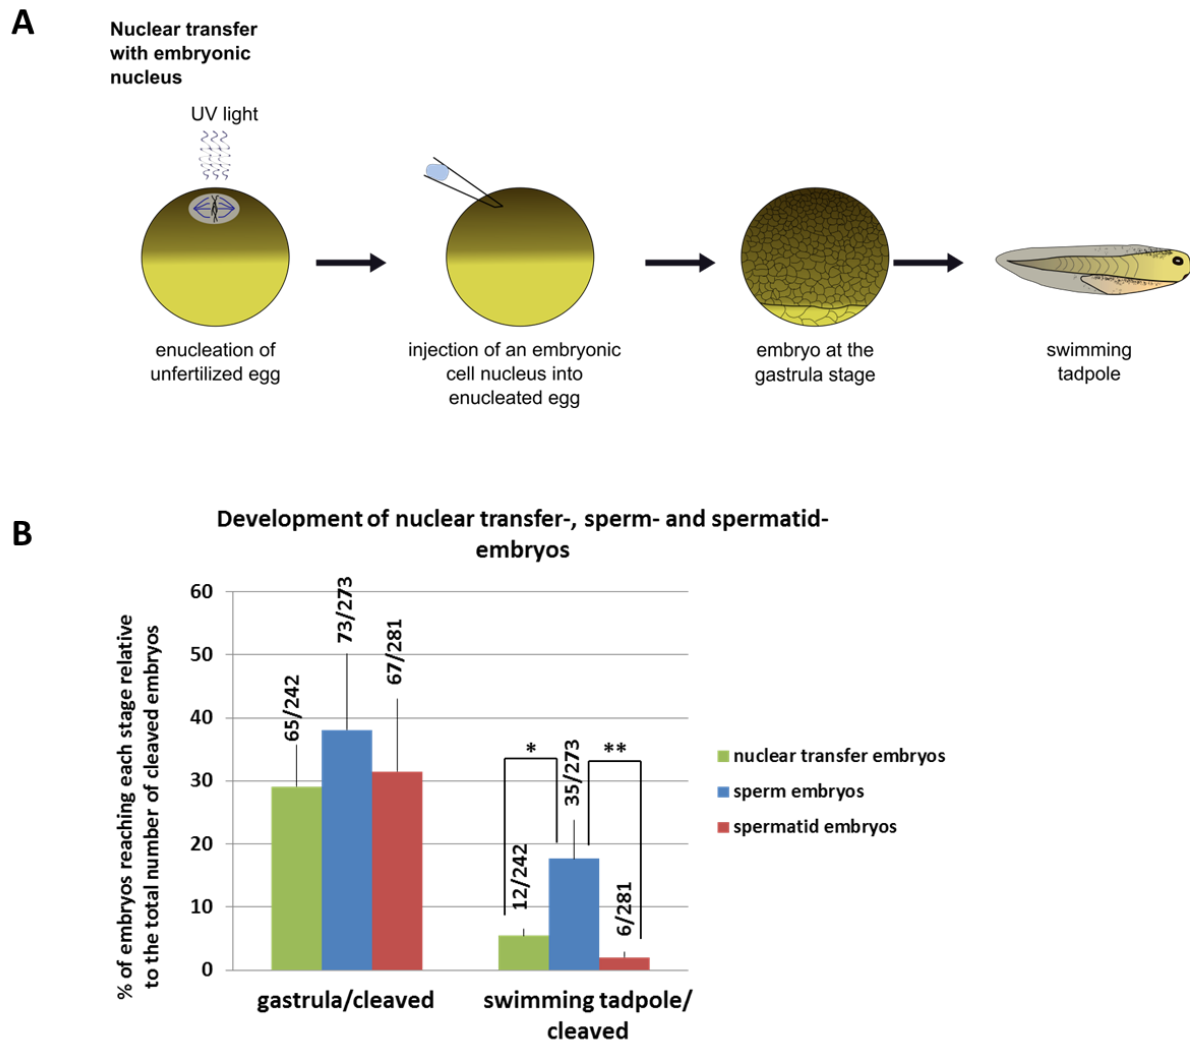 A
Nuclear transfer
with embryonic
nucleus
UV light
enucleation of
unfertilized egg
injection of an embryonic
cell nucleus into
enucleated egg
embryo at the
gastrula stage
swimming
tadpole
B
Development of nuclear transfer-, sperm- and spermatid-
embryos
% of embryos reaching each stage relative
to the total number of cleaved embryos
60
50
40
30
20
10
0
65/242
73/273
67/281
12/242
35/273
6/281
*
**
gastrula/cleaved
swimming tadpole/
cleaved
nuclear transfer embryos
sperm embryos
spermatid embryos